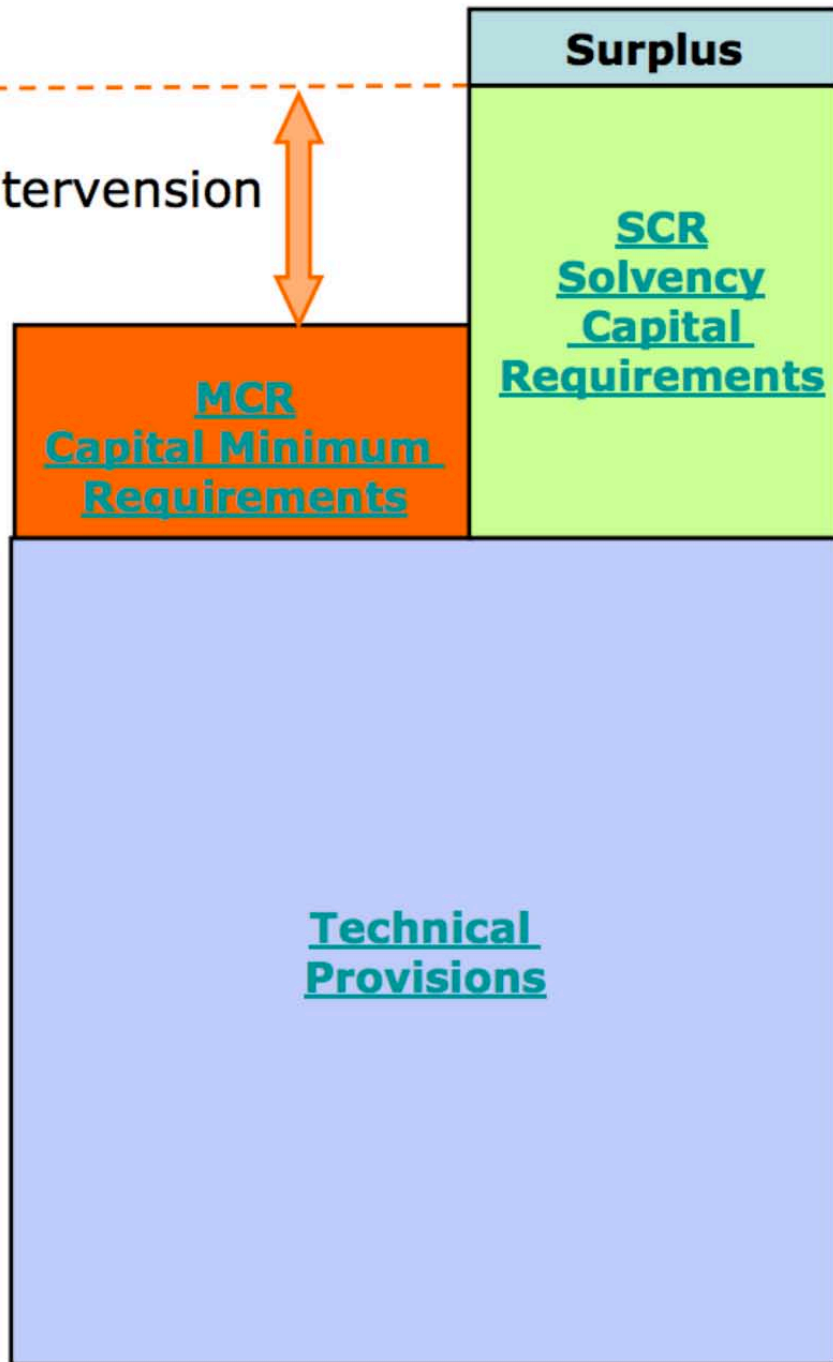 Surplus
tervension
SCR
Solvency
Capital
Requirements
MCR
Capital Minimum
Requirements
Technical
Provisions